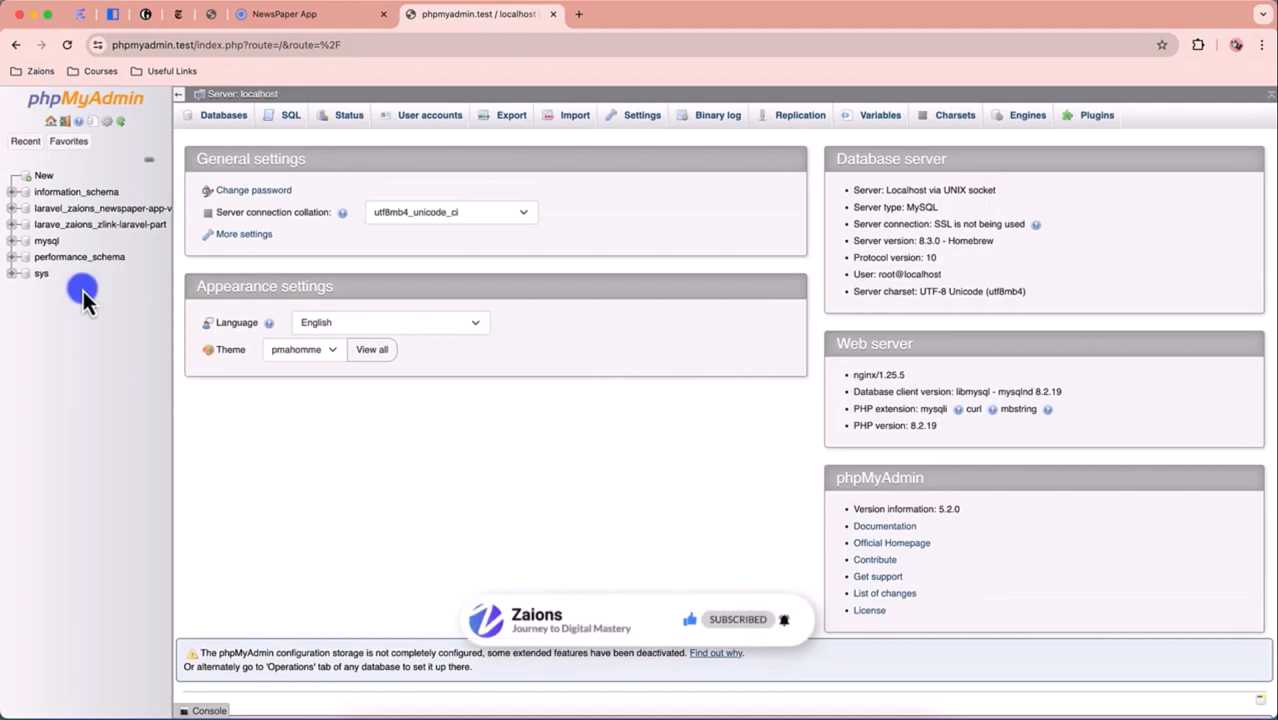 NewsPaper App
phpmyadmin.test / localhost
phpmyadmin.test/index.php?route=/&route=%2F
Zaions
Courses
Useful Links
phpMyAdmin
Recent
Favorites
New
information_schema
laravel_zaions_newspaper-app-v
larave_zaions_zlink-laravel-part
mysql
performance_schema
sys
Server: localhost
Databases
SQL
Status
User accounts
Export
Import
Settings
Binary log
Replication
Variables
Charsets
Engines
Plugins
General settings
Change password
Server connection collation:
utf8mb4_unicode_ci
More settings
Appearance settings
Language
English
Theme
pmahomme
View all
Database server
Server: Localhost via UNIX socket
Server type: MySQL
Server connection: SSL is not being used
Server version: 8.3.0 - Homebrew
Protocol version: 10
User: root@localhost
Server charset: UTF-8 Unicode (utf8mb4)
Web server
nginx/1.25.5
Database client version: libmysql - mysqlnd 8.2.19
PHP extension: mysqli curl mbstring
PHP version: 8.2.19
phpMyAdmin
Version information: 5.2.0
Documentation
Official Homepage
Contribute
Get support
List of changes
License
Zaions
Journey to Digital Mastery
SUBSCRIBED
The phpMyAdmin configuration storage is not completely configured, some extended features have been deactivated. Find out why.
Or alternately go to 'Operations' tab of any database to set it up there.
Console